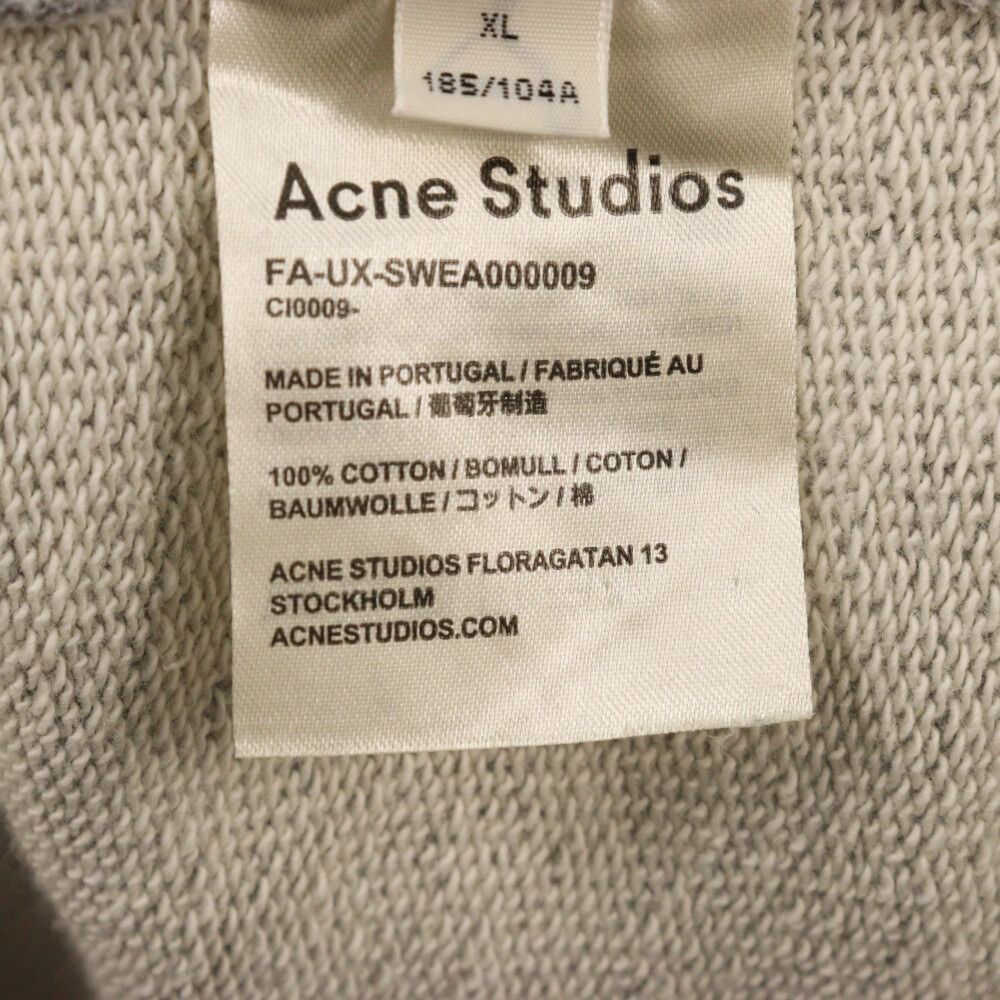 XL
185/104A
Acne Studios
FA-UX-SWEA000009
CI0009-
MADE IN PORTUGAL / FABRIQUÉ AU
PORTUGAL / 葡萄牙制造
100% COTTON / BOMULL / COTON /
BAUMWOLLE / コットン / 棉
ACNE STUDIOS FLORAGATAN 13
STOCKHOLM
ACNESTUDIOS.COM